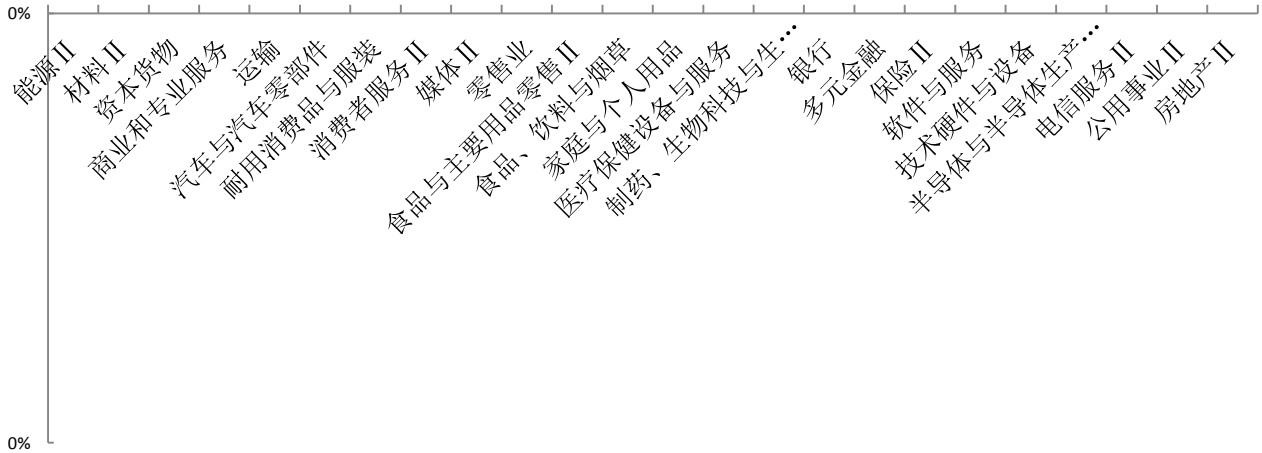 0%
能源Ⅱ
材料Ⅱ
资本货物
商业和专业服务
运输
汽车与汽车零部件
耐用消费品与服装
消费者服务Ⅱ
媒体Ⅱ
零售业
食品与主要用品零售Ⅱ
食品、饮料与烟草
家庭与个人用品
医疗保健设备与服务
制药、生物科技与生…
银行
多元金融
保险Ⅱ
软件与服务
技术硬件与设备
半导体与半导体生产…
电信服务Ⅱ
公用事业Ⅱ
房地产Ⅱ
0%